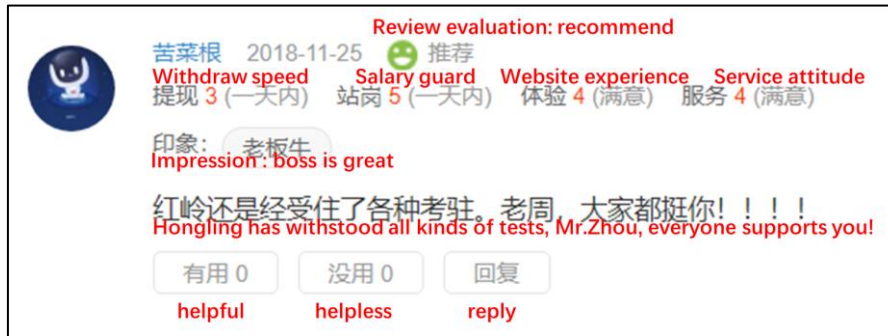 Review evaluation: recommend
苦菜根 2018-11-25 推荐
Withdraw speed Salary guard Website experience Service attitude
提现 3 (一天内) 站岗 5 (一天内) 体验 4 (满意) 服务 4 (满意)
印象: 老板牛
Impression : boss is great
红岭还是经受住了各种考驻。老周，大家都挺你！！！！
Hongling has withstood all kinds of tests, Mr.Zhou, everyone supports you!
有用 0 没用 0 回复
helpful helpless reply